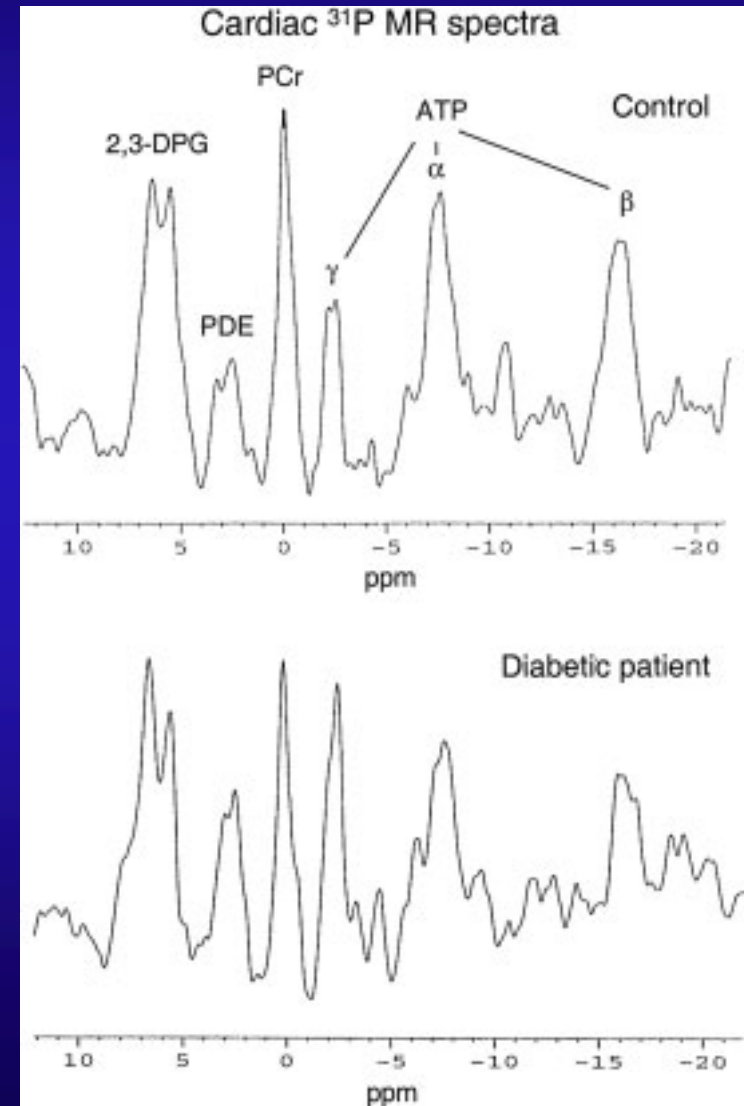 Cardiac ³¹P MR spectra
PCr
ATP
Control
2,3-DPG
α
β
γ
PDE
10 5 0 -5 -10 -15 -20
ppm
Diabetic patient
10 5 0 -5 -10 -15 -20
ppm